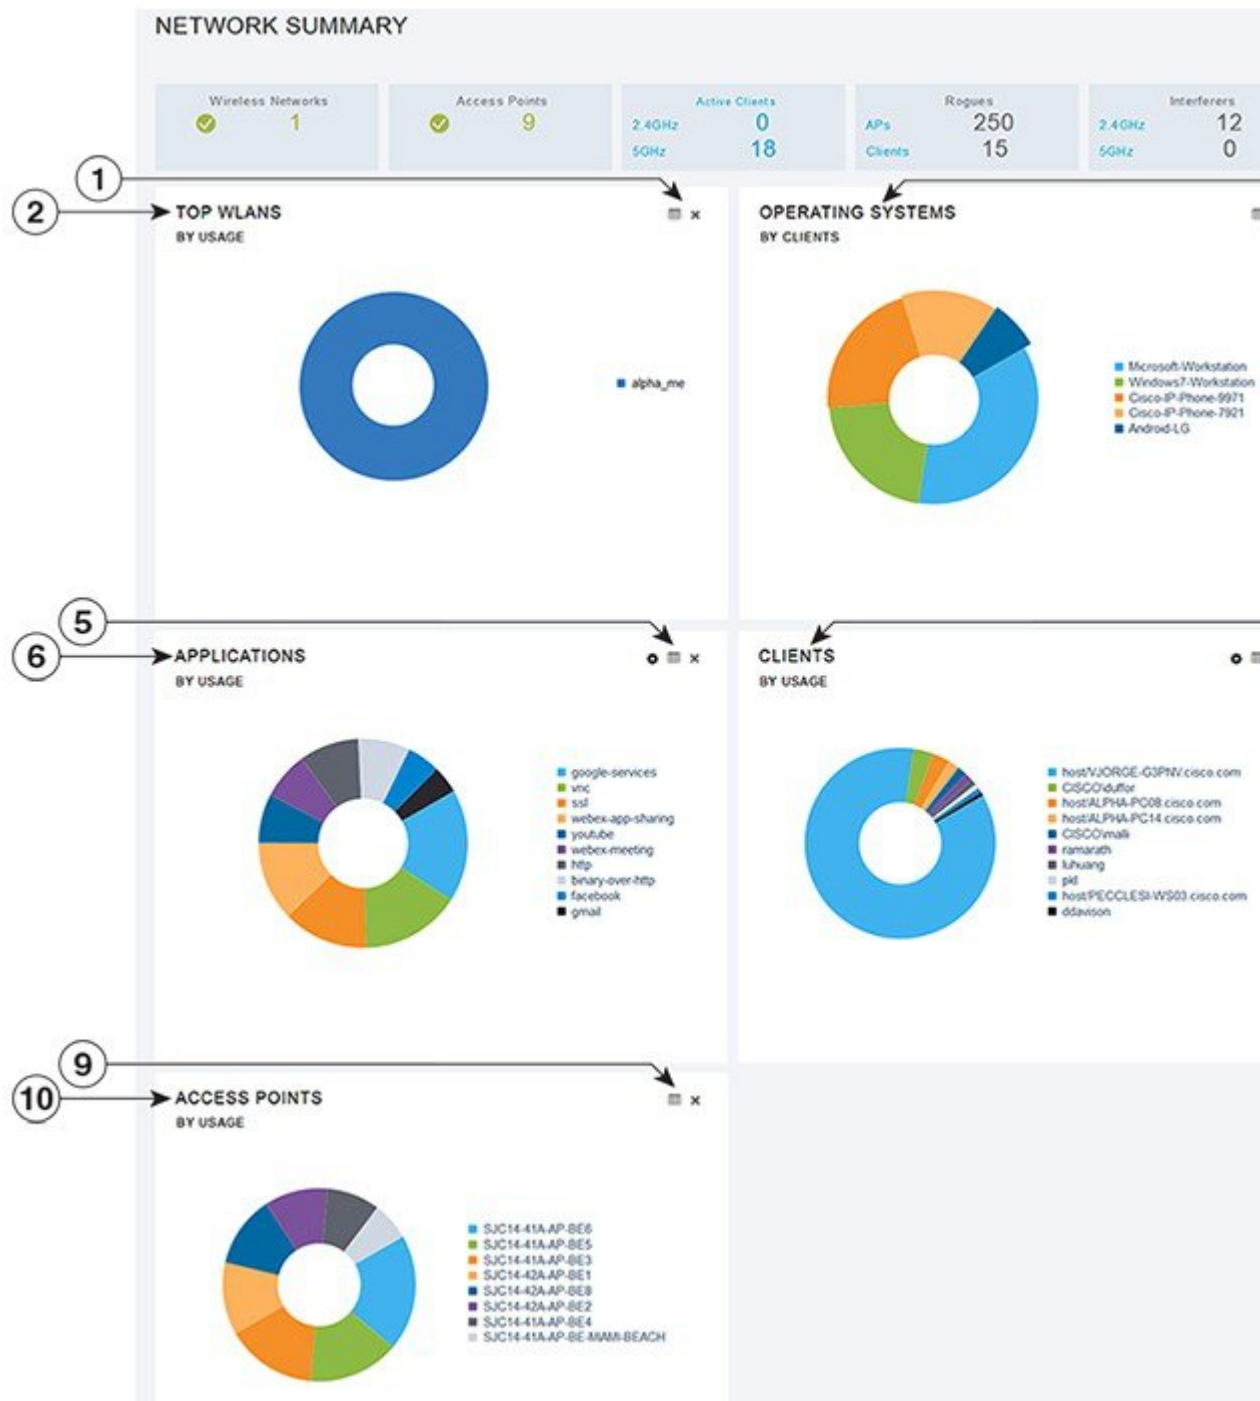 NETWORK SUMMARY
Wireless Networks
1
Access Points
9
Active Clients
2.4GHz 0
5GHz 18
Rogues
APs 250
Clients 15
Interferers
2.4GHz 12
5GHz 0
1
2
TOP WLANS
BY USAGE
alpha_me
OPERATING SYSTEMS
BY CLIENTS
Microsoft-Workstation
Windows7-Workstation
Cisco-IP-Phone-9971
Cisco-IP-Phone-7921
Android-LG
5
6
APPLICATIONS
BY USAGE
google-services
vnc
ssl
webex-app-sharing
youtube
webex-meeting
http
binary-over-http
facebook
gmail
CLIENTS
BY USAGE
host/VJORGE-G3PNV.cisco.com
CISCO\duffor
host/ALPHA-PC08.cisco.com
host/ALPHA-PC14.cisco.com
CISCO\malli
ramarath
luhuang
pkl
host/PECCLESI-WS03.cisco.com
ddavison
9
10
ACCESS POINTS
BY USAGE
SJC14-41A-AP-BE6
SJC14-41A-AP-BE5
SJC14-41A-AP-BE3
SJC14-42A-AP-BE1
SJC14-42A-AP-BE8
SJC14-42A-AP-BE2
SJC14-41A-AP-BE4
SJC14-41A-AP-BE-MIAMI-BEACH